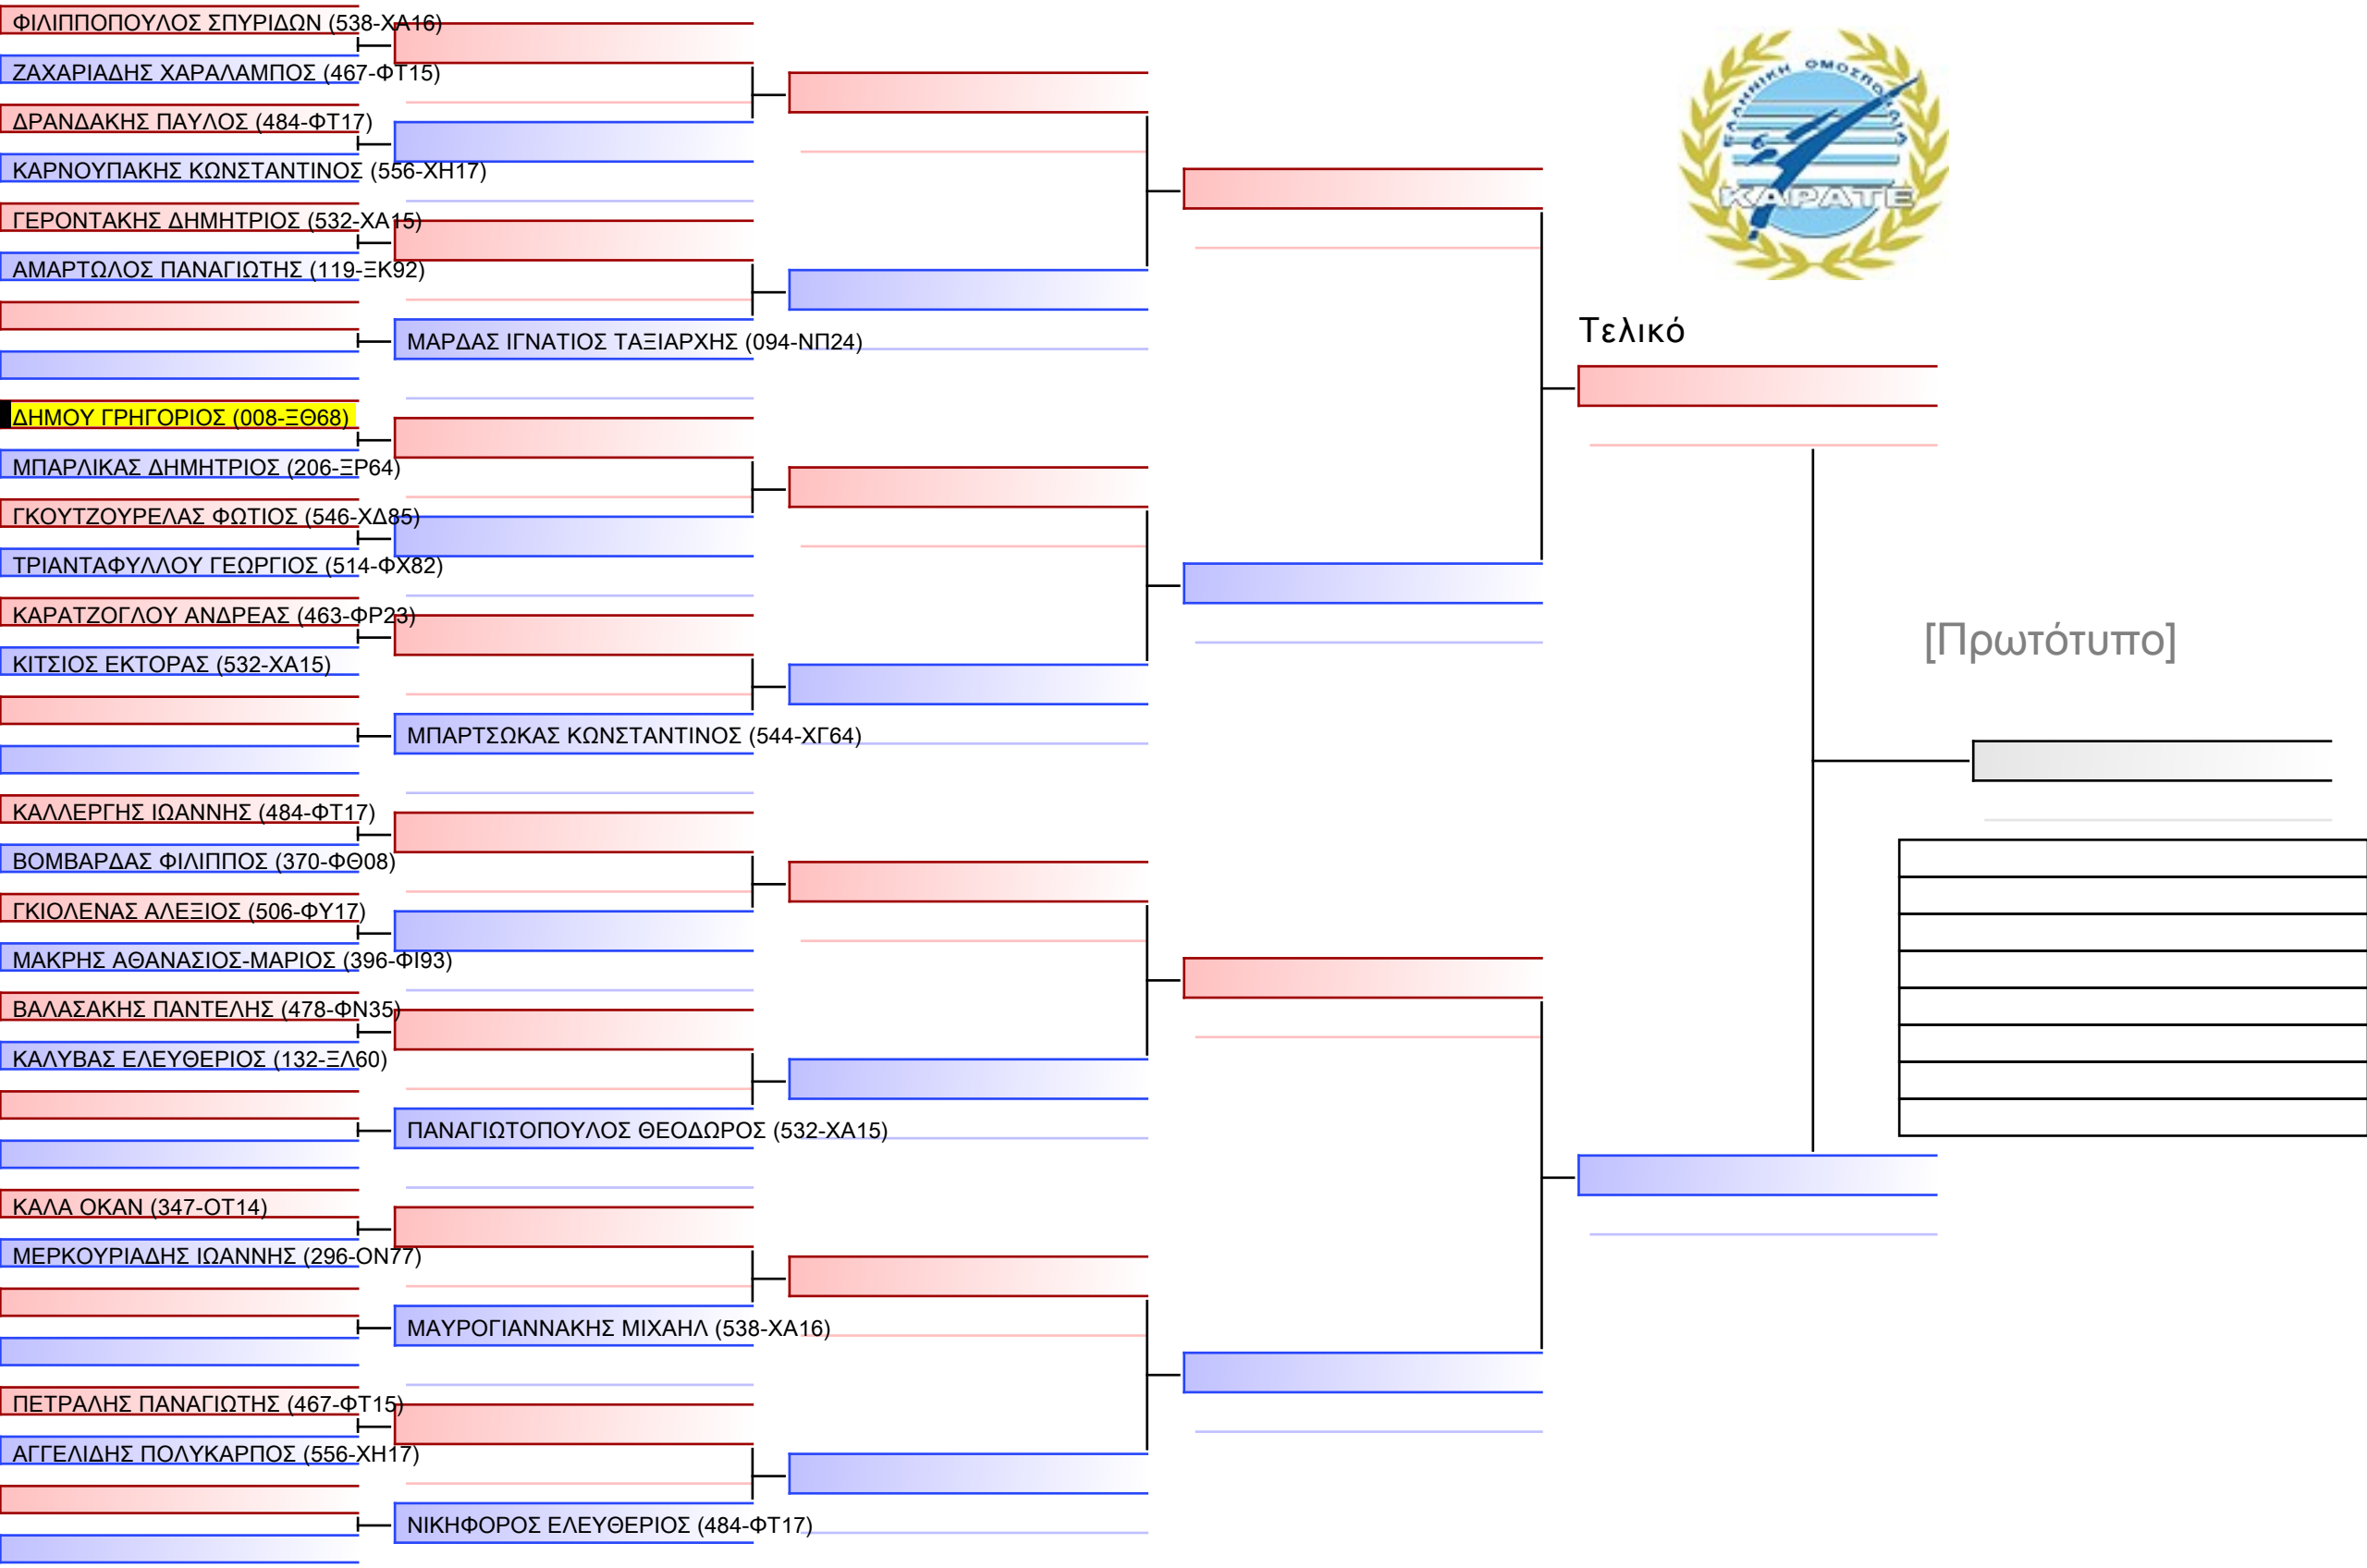 ΦΙΛΙΠΠΟΠΟΥΛΟΣ ΣΠΥΡΙΔΩΝ (538-ΧΑ16)
ΖΑΧΑΡΙΑΔΗΣ ΧΑΡΑΛΑΜΠΟΣ (467-ΦΤ15)
ΔΡΑΝΔΑΚΗΣ ΠΑΥΛΟΣ (484-ΦΤ17)
ΚΑΡΝΟΥΠΑΚΗΣ ΚΩΝΣΤΑΝΤΙΝΟΣ (556-ΧΗ17)
ΓΕΡΟΝΤΑΚΗΣ ΔΗΜΗΤΡΙΟΣ (532-ΧΑ15)
ΑΜΑΡΤΩΛΟΣ ΠΑΝΑΓΙΩΤΗΣ (119-ΞΚ92)
ΔΗΜΟΥ ΓΡΗΓΟΡΙΟΣ (008-ΞΘ68)
ΜΠΑΡΛΙΚΑΣ ΔΗΜΗΤΡΙΟΣ (206-ΞΡ64)
ΓΚΟΥΤΖΟΥΡΕΛΑΣ ΦΩΤΙΟΣ (546-ΧΔ85)
ΤΡΙΑΝΤΑΦΥΛΛΟΥ ΓΕΩΡΓΙΟΣ (514-ΦΧ82)
ΚΑΡΑΤΖΟΓΛΟΥ ΑΝΔΡΕΑΣ (463-ΦΡ23)
ΚΙΤΣΙΟΣ ΕΚΤΟΡΑΣ (532-ΧΑ15)
ΚΑΛΛΕΡΓΗΣ ΙΩΑΝΝΗΣ (484-ΦΤ17)
ΒΟΜΒΑΡΔΑΣ ΦΙΛΙΠΠΟΣ (370-ΦΘ08)
ΓΚΙΟΛΕΝΑΣ ΑΛΕΞΙΟΣ (506-ΦΥ17)
ΜΑΚΡΗΣ ΑΘΑΝΑΣΙΟΣ-ΜΑΡΙΟΣ (396-ΦΙ93)
ΒΑΛΑΣΑΚΗΣ ΠΑΝΤΕΛΗΣ (478-ΦΝ35)
ΚΑΛΥΒΑΣ ΕΛΕΥΘΕΡΙΟΣ (132-ΞΛ60)
ΚΑΛΑ ΟΚΑΝ (347-ΟΤ14)
ΜΕΡΚΟΥΡΙΑΔΗΣ ΙΩΑΝΝΗΣ (296-ΟΝ77)
ΠΕΤΡΑΛΗΣ ΠΑΝΑΓΙΩΤΗΣ (467-ΦΤ15)
ΑΓΓΕΛΙΔΗΣ ΠΟΛΥΚΑΡΠΟΣ (556-ΧΗ17)
ΜΑΡΔΑΣ ΙΓΝΑΤΙΟΣ ΤΑΞΙΑΡΧΗΣ (094-ΝΠ24)
ΜΠΑΡΤΣΩΚΑΣ ΚΩΝΣΤΑΝΤΙΝΟΣ (544-ΧΓ64)
ΠΑΝΑΓΙΩΤΟΠΟΥΛΟΣ ΘΕΟΔΩΡΟΣ (532-ΧΑ15)
ΜΑΥΡΟΓΙΑΝΝΑΚΗΣ ΜΙΧΑΗΛ (538-ΧΑ16)
ΝΙΚΗΦΟΡΟΣ ΕΛΕΥΘΕΡΙΟΣ (484-ΦΤ17)
ΕΛΛΗΝΙΚΗ ΟΜΟΣΠΟΝΔΙΑ
ΚΑΡΑΤΕ
Τελικό
[Πρωτότυπο]